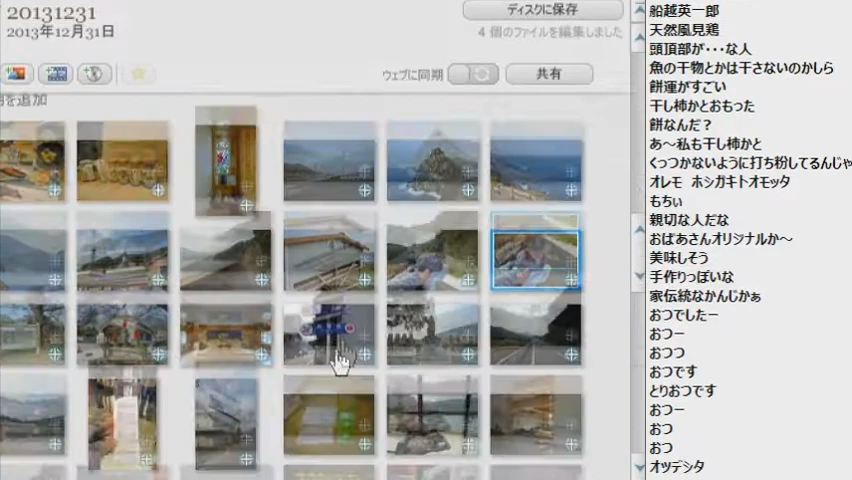 20131231
2013年12月31日
ディスクに保存
4 個のファイルを編集しました
ウェブに同期
共有
を追加
船越英一郎
天然風見鶏
頭頂部が・・・な人
魚の干物とかは干さないのかしら
餅運がすごい
干し柿かとおもった
餅なんだ？
あ～私も干し柿かと
くっつかないように打ち粉してるんじゃ
オレモ　ホシガキトオモッタ
もちぃ
親切な人だな
おばあさんオリジナルか～
美味しそう
手作りっぽいな
家伝統なかんじかぁ
おつでしたー
おつー
おつつ
おつです
とりおつです
おつー
おつ
おつ
オツデシタ